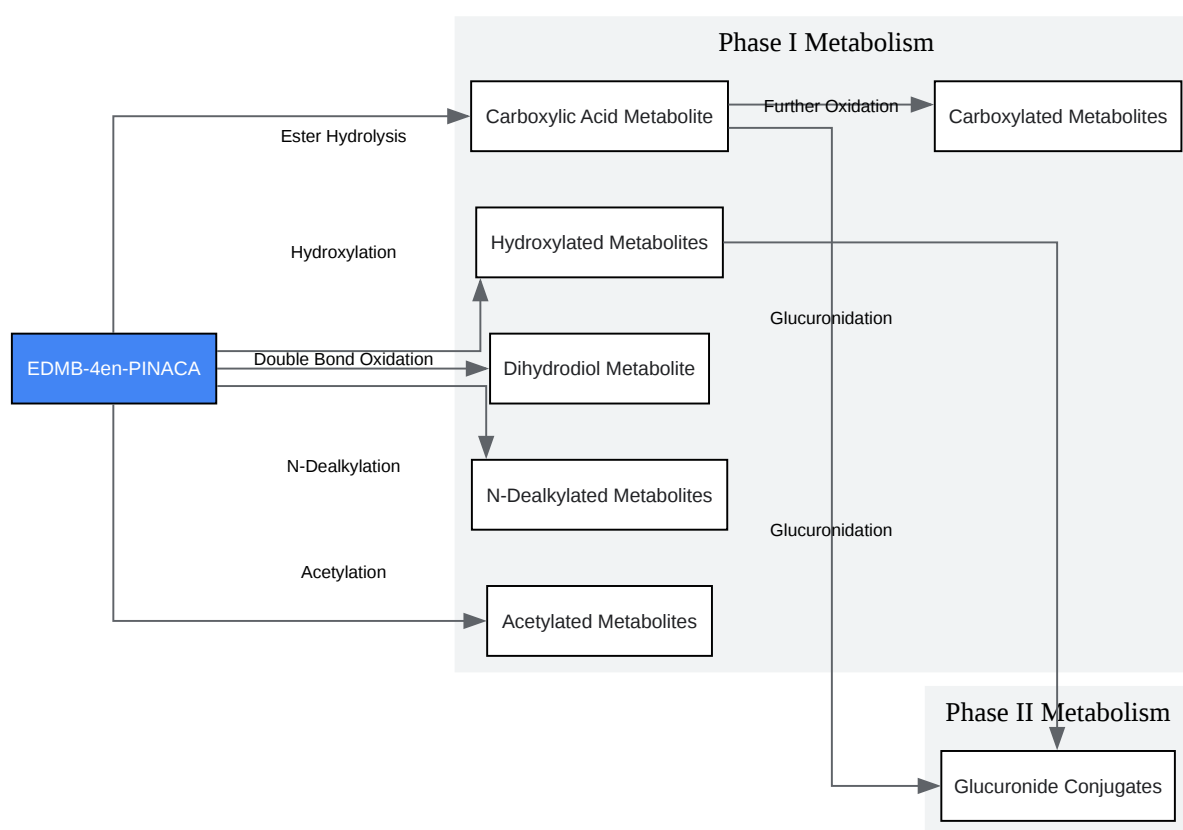 Phase I Metabolism
Carboxylic Acid Metabolite
Further Oxidation
Carboxylated Metabolites
Ester Hydrolysis
Hydroxylated Metabolites
Hydroxylation
Glucuronidation
EDMB-4en-PINACA
Double Bond Oxidation
Dihydrodiol Metabolite
N-Dealkylation
N-Dealkylated Metabolites
Glucuronidation
Acetylation
Acetylated Metabolites
Phase II Metabolism
Glucuronide Conjugates